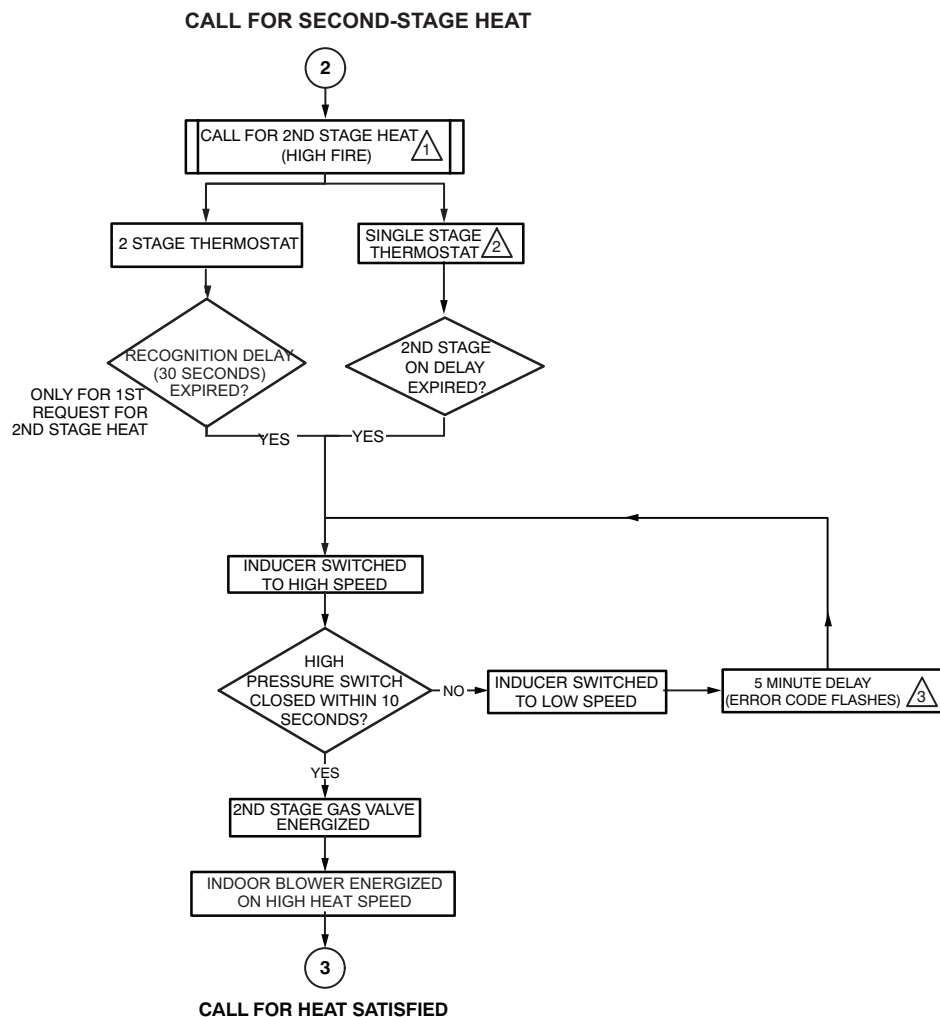 CALL FOR SECOND-STAGE HEAT
2
CALL FOR 2ND STAGE HEAT
(HIGH FIRE)
1
2 STAGE THERMOSTAT
SINGLE STAGE
THERMOSTAT
2
RECOGNITION DELAY
(30 SECONDS)
EXPIRED?
2ND STAGE
ON DELAY
EXPIRED?
ONLY FOR 1ST
REQUEST FOR
2ND STAGE HEAT
YES
YES
INDUCER SWITCHED
TO HIGH SPEED
HIGH
PRESSURE SWITCH
CLOSED WITHIN 10
SECONDS?
NO
INDUCER SWITCHED
TO LOW SPEED
5 MINUTE DELAY
(ERROR CODE FLASHES)
3
YES
2ND STAGE GAS VALVE
ENERGIZED
INDOOR BLOWER ENERGIZED
ON HIGH HEAT SPEED
3
CALL FOR HEAT SATISFIED